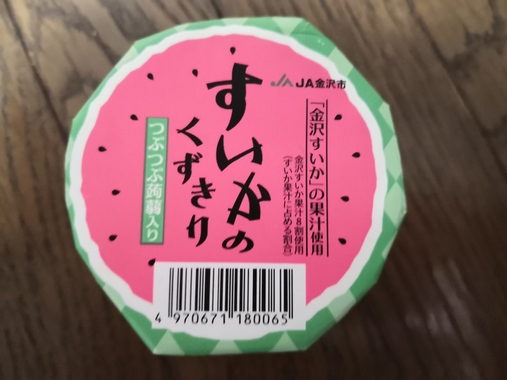 JA金沢市
「金沢すいか」の果汁使用
金沢すいか果汁8割使用
(すいか果汁に占める割合)
すいかの
くずきり
つぶつぶ蒟蒻入り
4 970671 180065